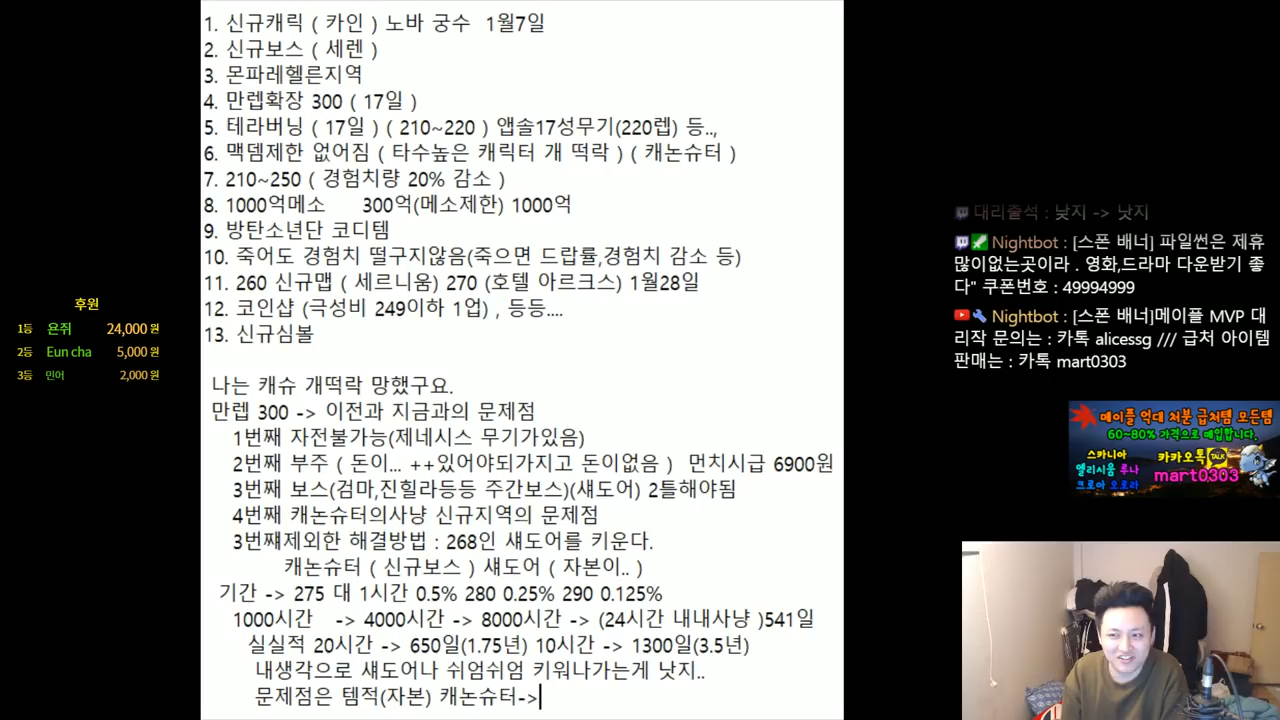 1. 신규캐릭 ( 카인 ) 노바 궁수 1월7일
2. 신규보스 ( 세렌 )
3. 몬파레헬른지역
4. 만렙확장 300 ( 17일 )
5. 테라버닝 ( 17일 ) ( 210~220 ) 앱솔17성무기(220렙) 등..,
6. 맥뎀제한 없어짐 ( 타수높은 캐릭터 개 떡락 ) ( 캐논슈터 )
7. 210~250 ( 경험치량 20% 감소 )
8. 1000억메소 300억(메소제한) 1000억
9. 방탄소년단 코디템
10. 죽어도 경험치 떨구지않음(죽으면 드랍률,경험치 감소 등)
11. 260 신규맵 ( 세르니움) 270 (호텔 아르크스) 1월28일
12. 코인샵 (극성비 249이하 1업) , 등등....
13. 신규심볼
나는 캐슈 개떡락 망했구요.
만렙 300 -> 이전과 지금과의 문제점
1번째 자전불가능(제네시스 무기가있음)
2번째 부주 ( 돈이... ++있어야되가지고 돈이없음 ) 먼치시급 6900원
3번째 보스(검마,진힐라등등 주간보스)(섀도어) 2틀해야됨
4번째 캐논슈터의사냥 신규지역의 문제점
3번째제외한 해결방법 : 268인 섀도어를 키운다.
캐논슈터 ( 신규보스 ) 섀도어 ( 자본이.. )
기간 -> 275 대 1시간 0.5% 280 0.25% 290 0.125%
1000시간 -> 4000시간 -> 8000시간 -> (24시간 내내사냥 )541일
실실적 20시간 -> 650일(1.75년) 10시간 -> 1300일(3.5년)
내생각으로 섀도어나 쉬엄쉬엄 키워나가는게 낫지..
문제점은 템적(자본) 캐논슈터->
후원
1등 욘쥐 24,000 원
2등 Eun cha 5,000 원
3등 민어 2,000 원
대리출석 : 낮지 -> 낫지
Nightbot : [스폰 배너] 파일썬은 제휴
많이없는곳이라 . 영화,드라마 다운받기 좋
다" 쿠폰번호 : 49994999
Nightbot : [스폰 배너]메이플 MVP 대
리작 문의는 : 카톡 alicessg /// 급처 아이템
판매는 : 카톡 mart0303
메이플 억대 처분 급처템 모든템
60~80% 가격으로 매입합니다.
스카니아
엘리시움 루나
크로아 오로라
카카오톡 TALK
mart0303